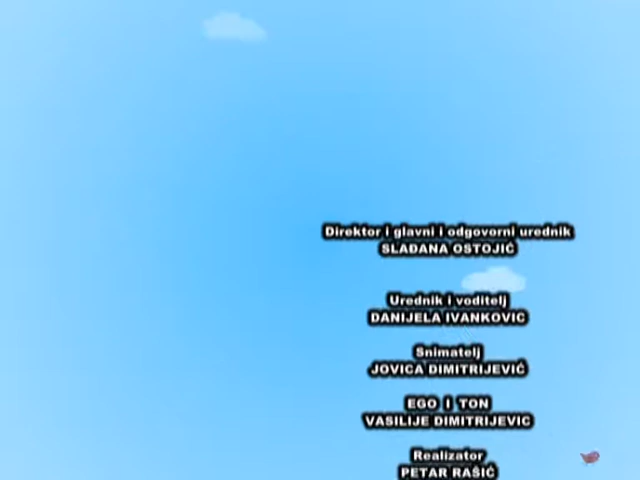 Direktor i glavni i odgovorni urednik
SLAĐANA OSTOJIĆ
Urednik i voditelj
DANIJELA IVANKOVIC
Snimatelj
JOVICA DIMITRIJEVIĆ
EGO I TON
VASILIJE DIMITRIJEVIC
Realizator
PETAR RAŠIĆ